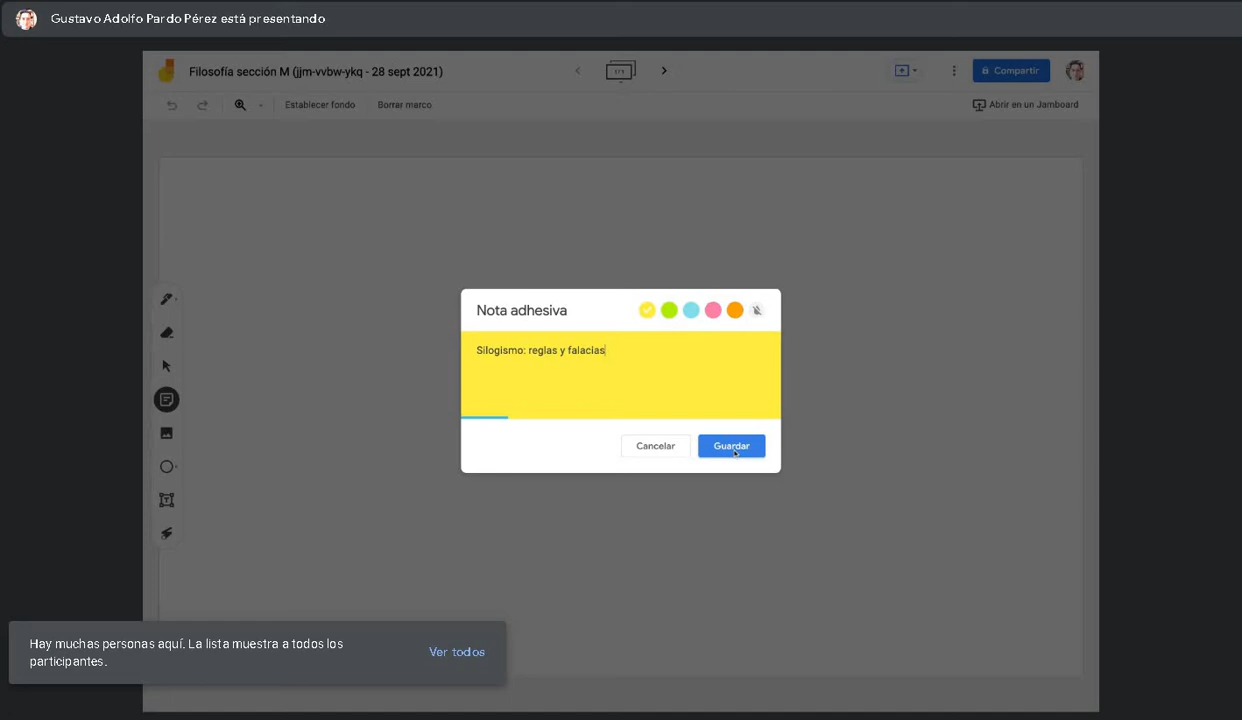 Gustavo Adolfo Pardo Pérez está presentando
Filosofía sección M (jjm-vvbw-ykq - 28 sept 2021)
1/1
Compartir
Establecer fondo
Borrar marco
Abrir en un Jamboard
Nota adhesiva
Silogismo: reglas y falacias
Cancelar
Guardar
Hay muchas personas aquí. La lista muestra a todos los
participantes.
Ver todos